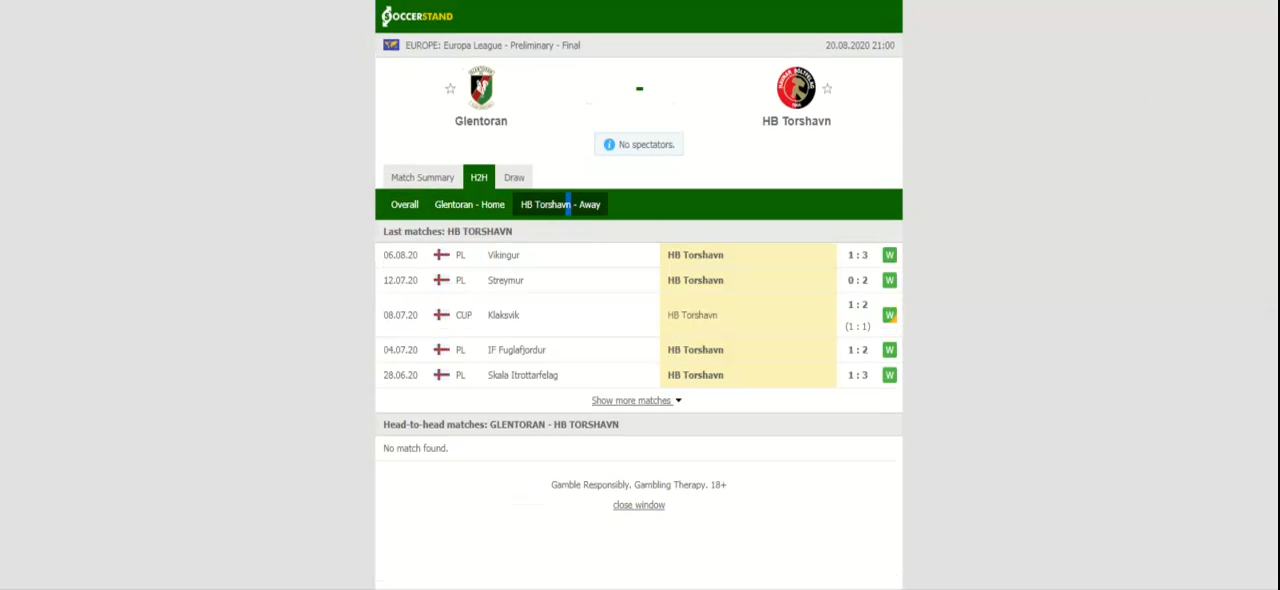 SOCCERSTAND
EUROPE: Europa League - Preliminary - Final 20.08.2020 21:00
-
Glentoran HB Torshavn
No spectators.
Match Summary H2H Draw
Overall Glentoran - Home HB Torshavn - Away
Last matches: HB TORSHAVN
06.08.20 PL Vikingur HB Torshavn 1 : 3 W
12.07.20 PL Streymur HB Torshavn 0 : 2 W
08.07.20 CUP Klaksvik HB Torshavn 1 : 2 (1 : 1) W
04.07.20 PL IF Fuglafjordur HB Torshavn 1 : 2 W
28.06.20 PL Skala Itrottarfelag HB Torshavn 1 : 3 W
Show more matches
Head-to-head matches: GLENTORAN - HB TORSHAVN
No match found.
Gamble Responsibly. Gambling Therapy. 18+
close window